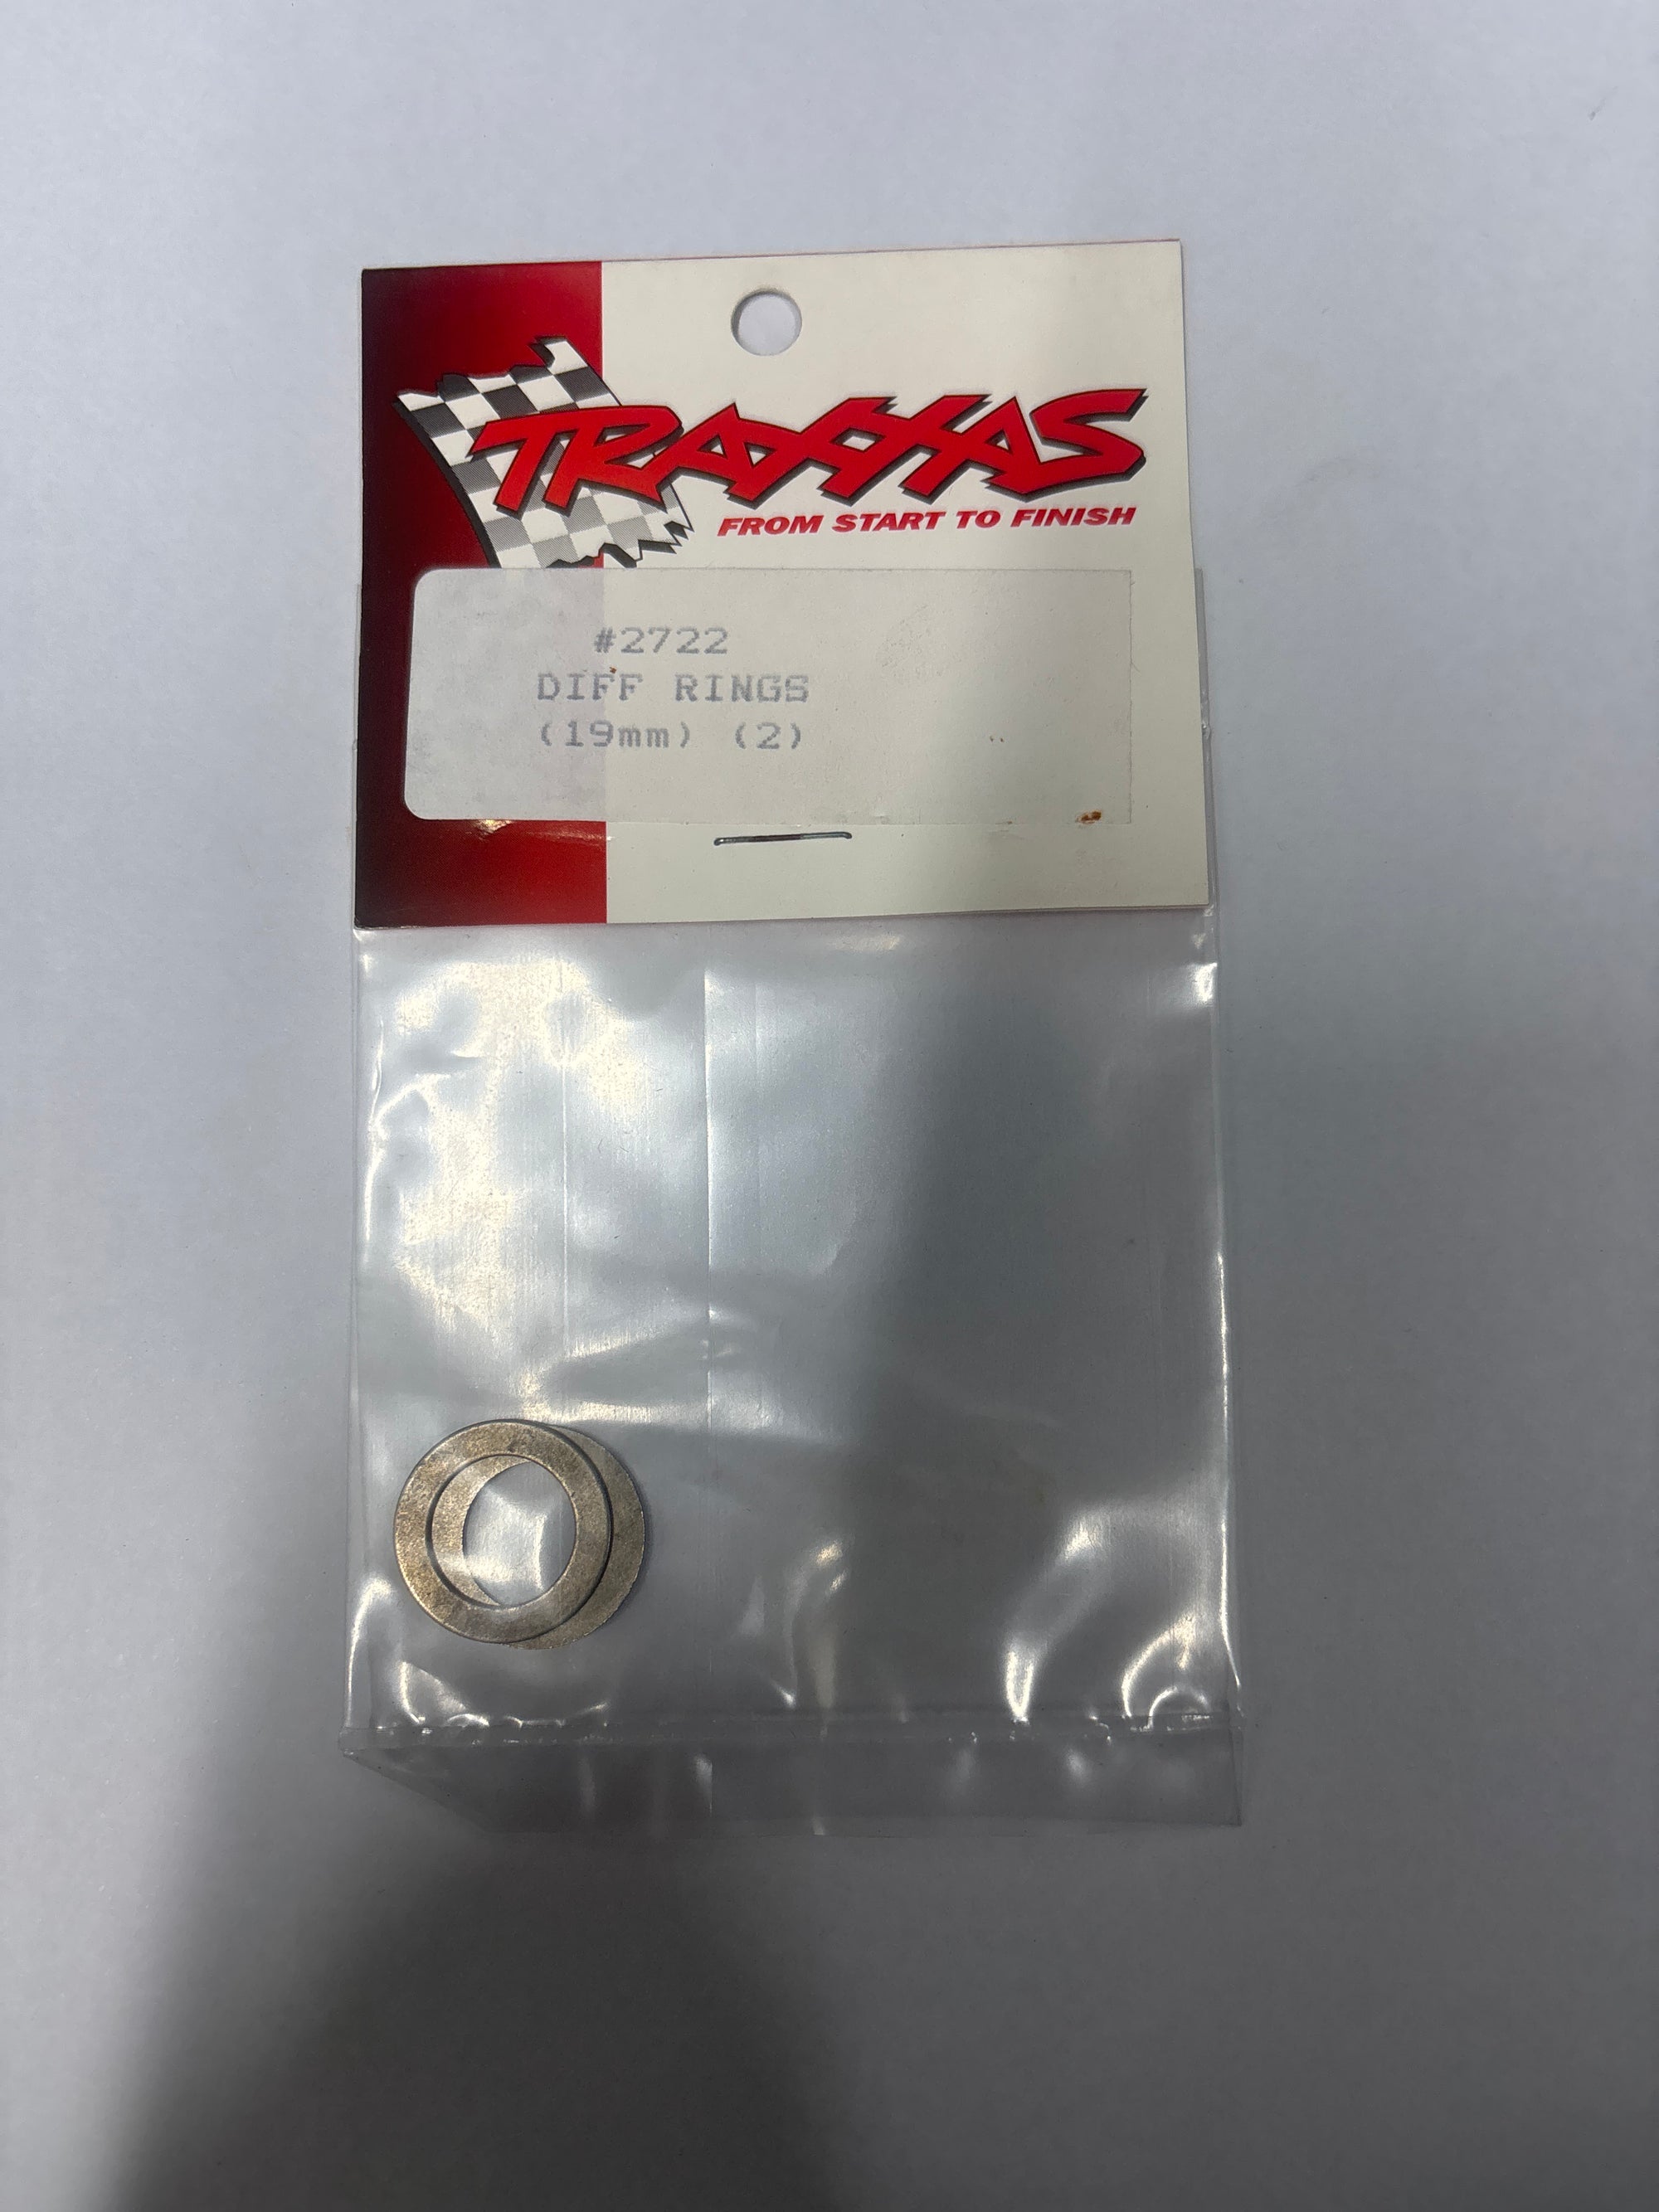 TRAXXAS
FROM START TO FINISH
#2722
DIFF RINGS
(19mm) (2)